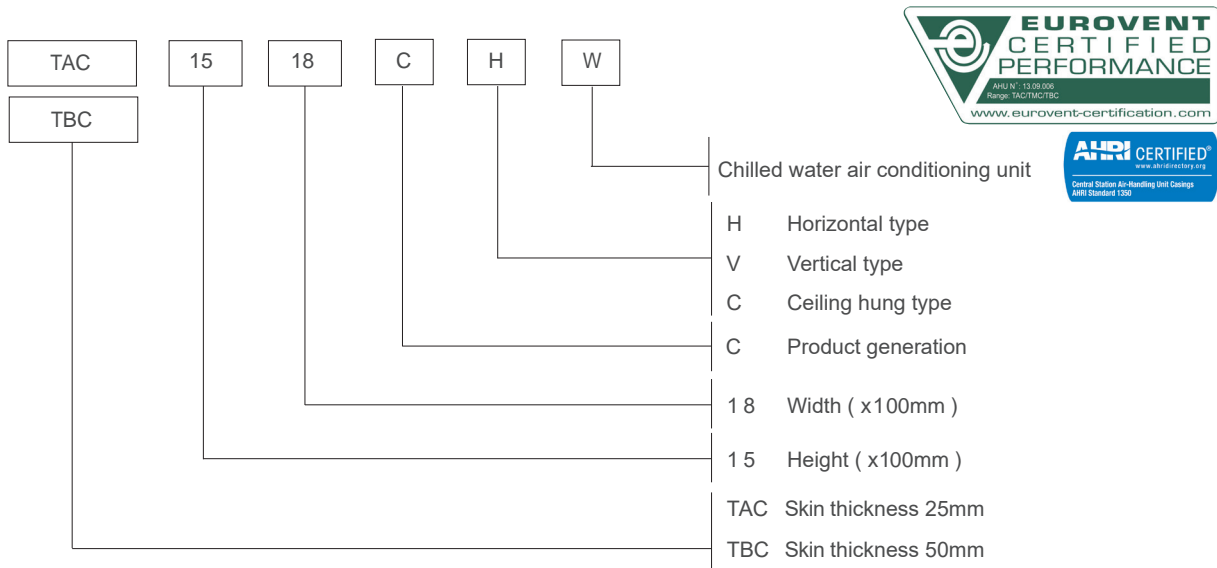 TAC 15 18 C H W
TBC
EUROVENT
CERTIFIED
PERFORMANCE
AHU N°: 13.09.006
Range: TAC/TMC/TBC
www.eurovent-certification.com
AHRI CERTIFIED®
www.ahridirectory.org
Central Station Air-Handling Unit Casings
AHRI Standard 1350
Chilled water air conditioning unit
H Horizontal type
V Vertical type
C Ceiling hung type
C Product generation
1 8 Width ( x100mm )
1 5 Height ( x100mm )
TAC Skin thickness 25mm
TBC Skin thickness 50mm